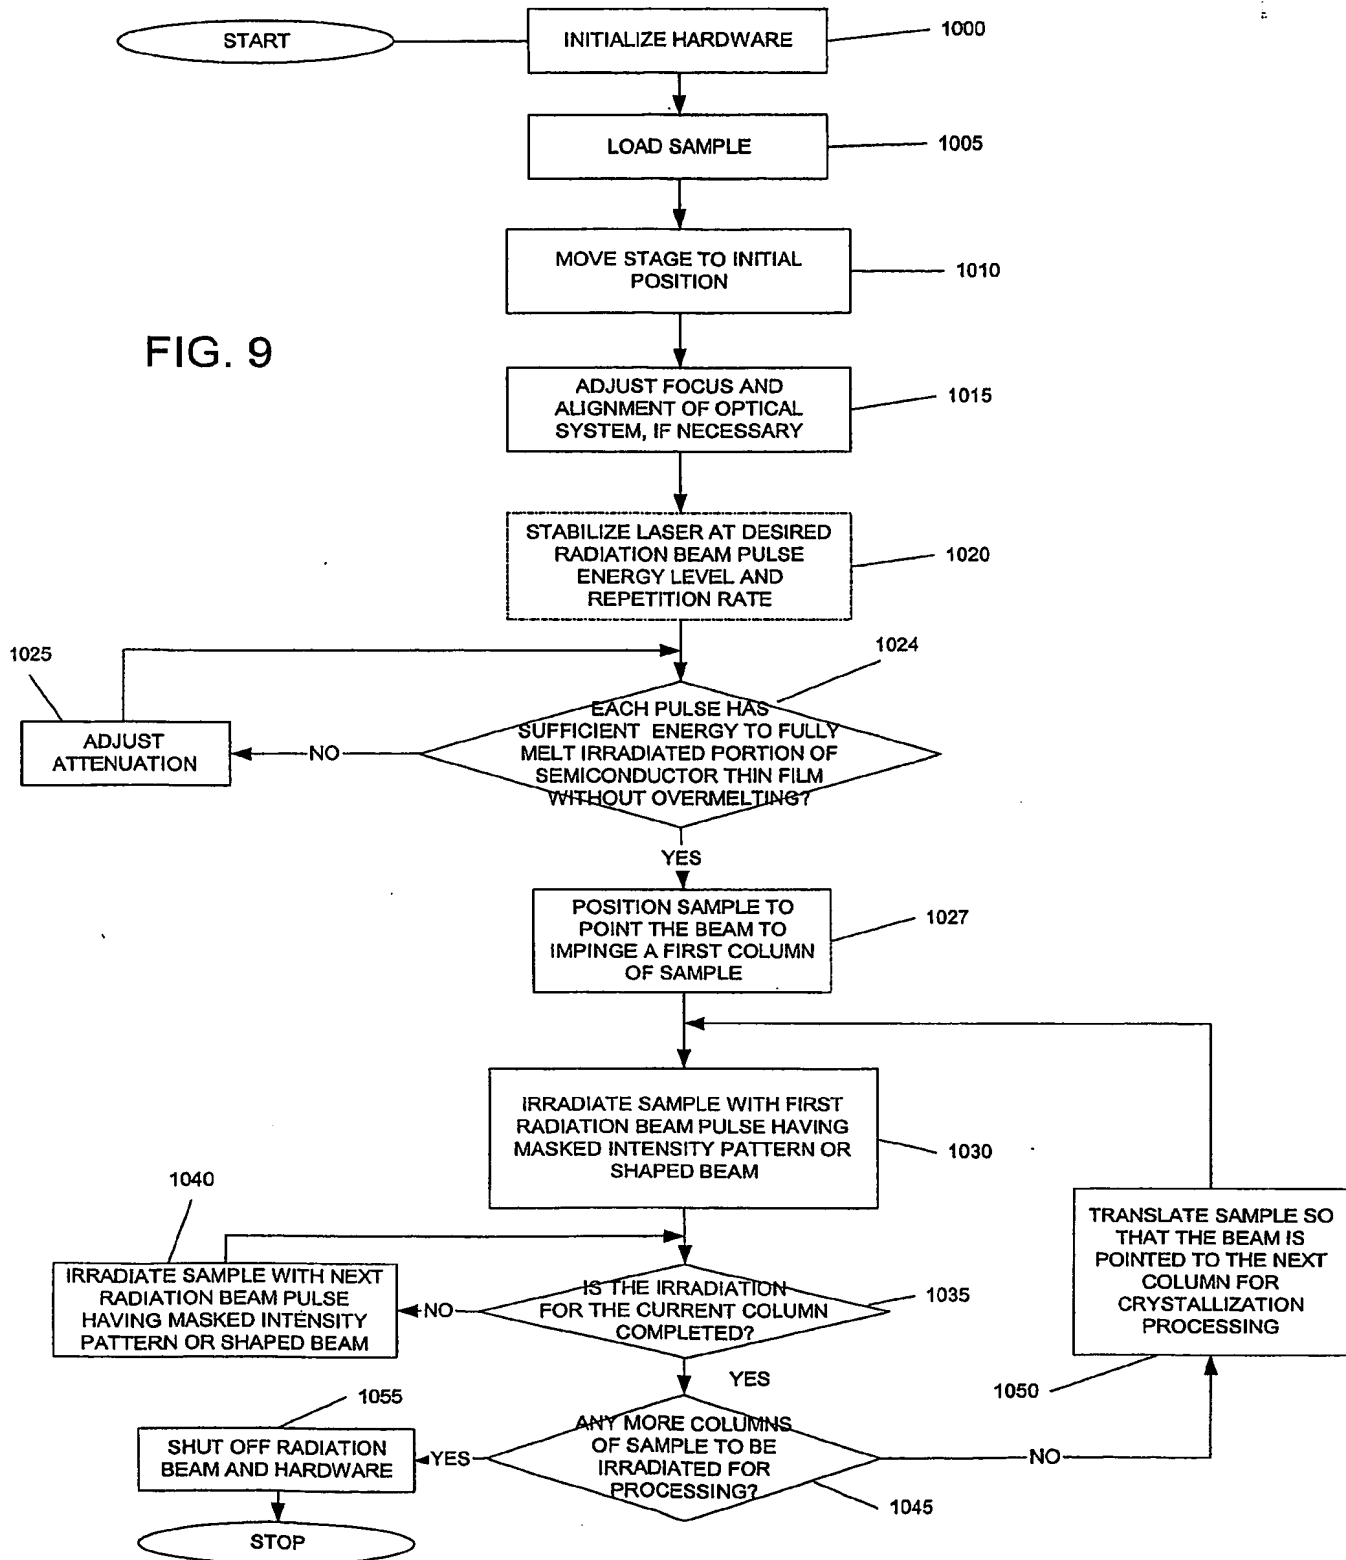 START
INITIALIZE HARDWARE
1000
LOAD SAMPLE
1005
MOVE STAGE TO INITIAL
POSITION
1010
FIG. 9
ADJUST FOCUS AND
ALIGNMENT OF OPTICAL
SYSTEM, IF NECESSARY
1015
STABILIZE LASER AT DESIRED
RADIATION BEAM PULSE
ENERGY LEVEL AND
REPETITION RATE
1020
1025
ADJUST
ATTENUATION
NO
1024
EACH PULSE HAS
SUFFICIENT ENERGY TO FULLY
MELT IRRADIATED PORTION OF
SEMICONDUCTOR THIN FILM
WITHOUT OVERMELTING?
YES
POSITION SAMPLE TO
POINT THE BEAM TO
IMPINGE A FIRST COLUMN
OF SAMPLE
1027
IRRADIATE SAMPLE WITH FIRST
RADIATION BEAM PULSE HAVING
MASKED INTENSITY PATTERN OR
SHAPED BEAM
1030
1040
IRRADIATE SAMPLE WITH NEXT
RADIATION BEAM PULSE
HAVING MASKED INTENSITY
PATTERN OR SHAPED BEAM
NO
IS THE IRRADIATION
FOR THE CURRENT COLUMN
COMPLETED?
1035
TRANSLATE SAMPLE SO
THAT THE BEAM IS
POINTED TO THE NEXT
COLUMN FOR
CRYSTALLIZATION
PROCESSING
1050
YES
1055
SHUT OFF RADIATION
BEAM AND HARDWARE
YES
ANY MORE COLUMNS
OF SAMPLE TO BE
IRRADIATED FOR
PROCESSING?
NO
1045
STOP